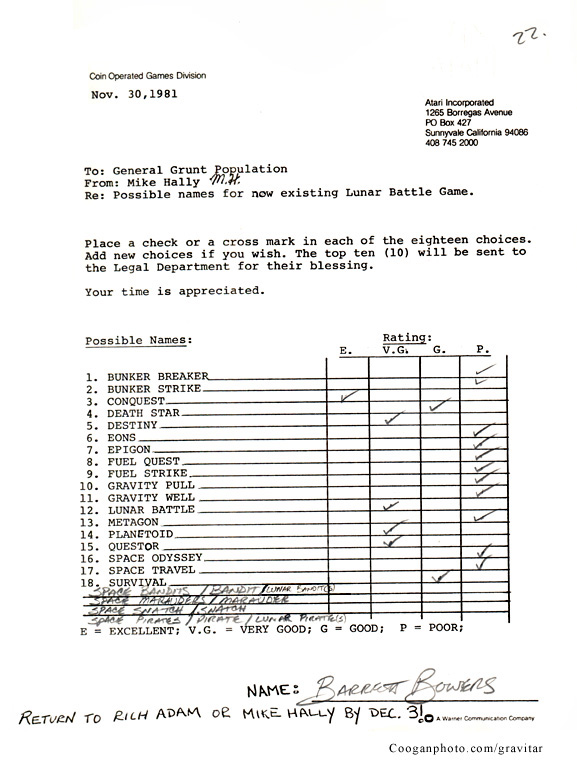 22.
Coin Operated Games Division
Nov. 30,1981
Atari Incorporated
1265 Borregas Avenue
PO Box 427
Sunnyvale California 94086
408 745 2000
To: General Grunt Population
From: Mike Hally M.H.
Re: Possible names for now existing Lunar Battle Game.
Place a check or a cross mark in each of the eighteen choices.
Add new choices if you wish. The top ten (10) will be sent to
the Legal Department for their blessing.
Your time is appreciated.
Possible Names: Rating:
E. V.G. G. P.
1. BUNKER BREAKER
2. BUNKER STRIKE
3. CONQUEST
4. DEATH STAR
5. DESTINY
6. EONS
7. EPIGON
8. FUEL QUEST
9. FUEL STRIKE
10. GRAVITY PULL
11. GRAVITY WELL
12. LUNAR BATTLE
13. METAGON
14. PLANETOID
15. QUESTOR
16. SPACE ODYSSEY
17. SPACE TRAVEL
18. SURVIVAL
SPACE BANDITS / BANDIT / LUNAR BANDIT(S)
SPACE MARAUDERS / MARAUDER
SPACE SNATCH / SNATCH
SPACE PIRATES / PIRATE / LUNAR PIRATE(S)
E = EXCELLENT; V.G. = VERY GOOD; G = GOOD; P = POOR;
NAME: BARRETT BOWERS
RETURN TO RICH ADAM OR MIKE HALLY BY DEC. 3!
A Warner Communication Company
Cooganphoto.com/gravitar